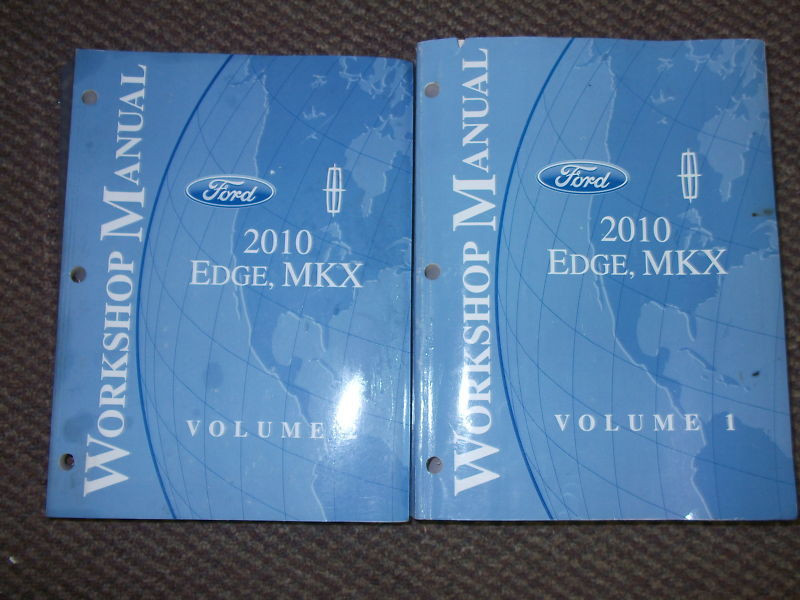 WORKSHOP MANUAL
Ford
2010
EDGE, MKX
VOLUME
WORKSHOP MANUAL
Ford
2010
EDGE, MKX
VOLUME 1